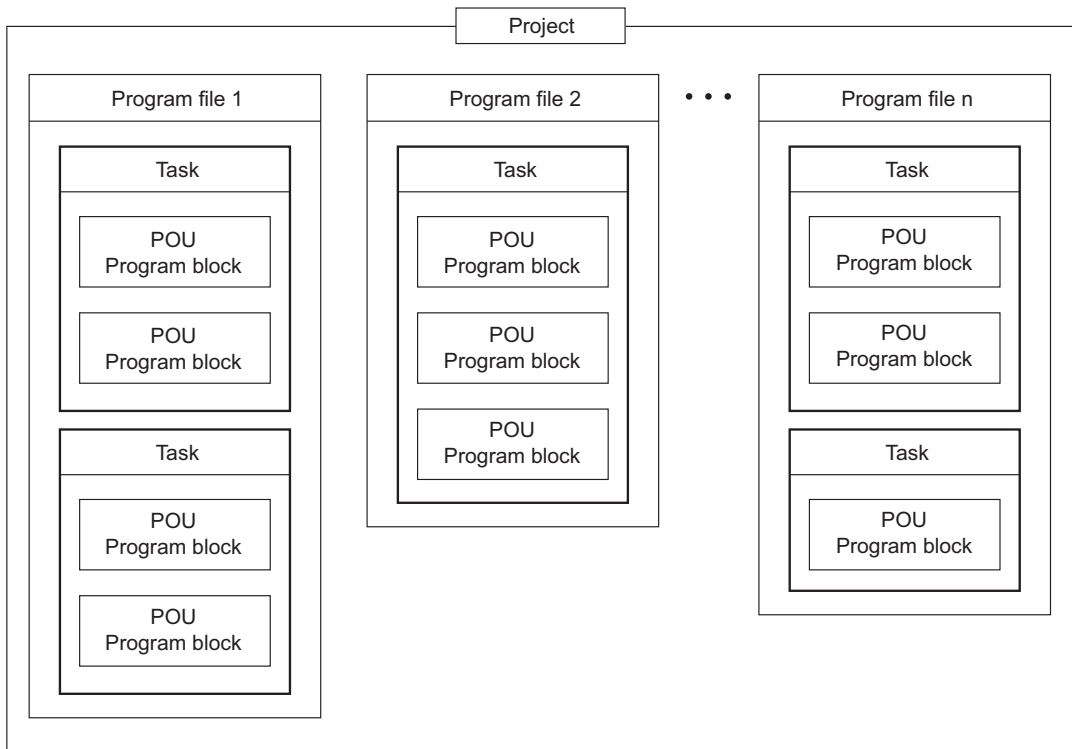 Project
Program file 1
Task
POU
Program block
POU
Program block
Task
POU
Program block
POU
Program block
Program file 2
Task
POU
Program block
POU
Program block
POU
Program block
• • •
Program file n
Task
POU
Program block
POU
Program block
Task
POU
Program block